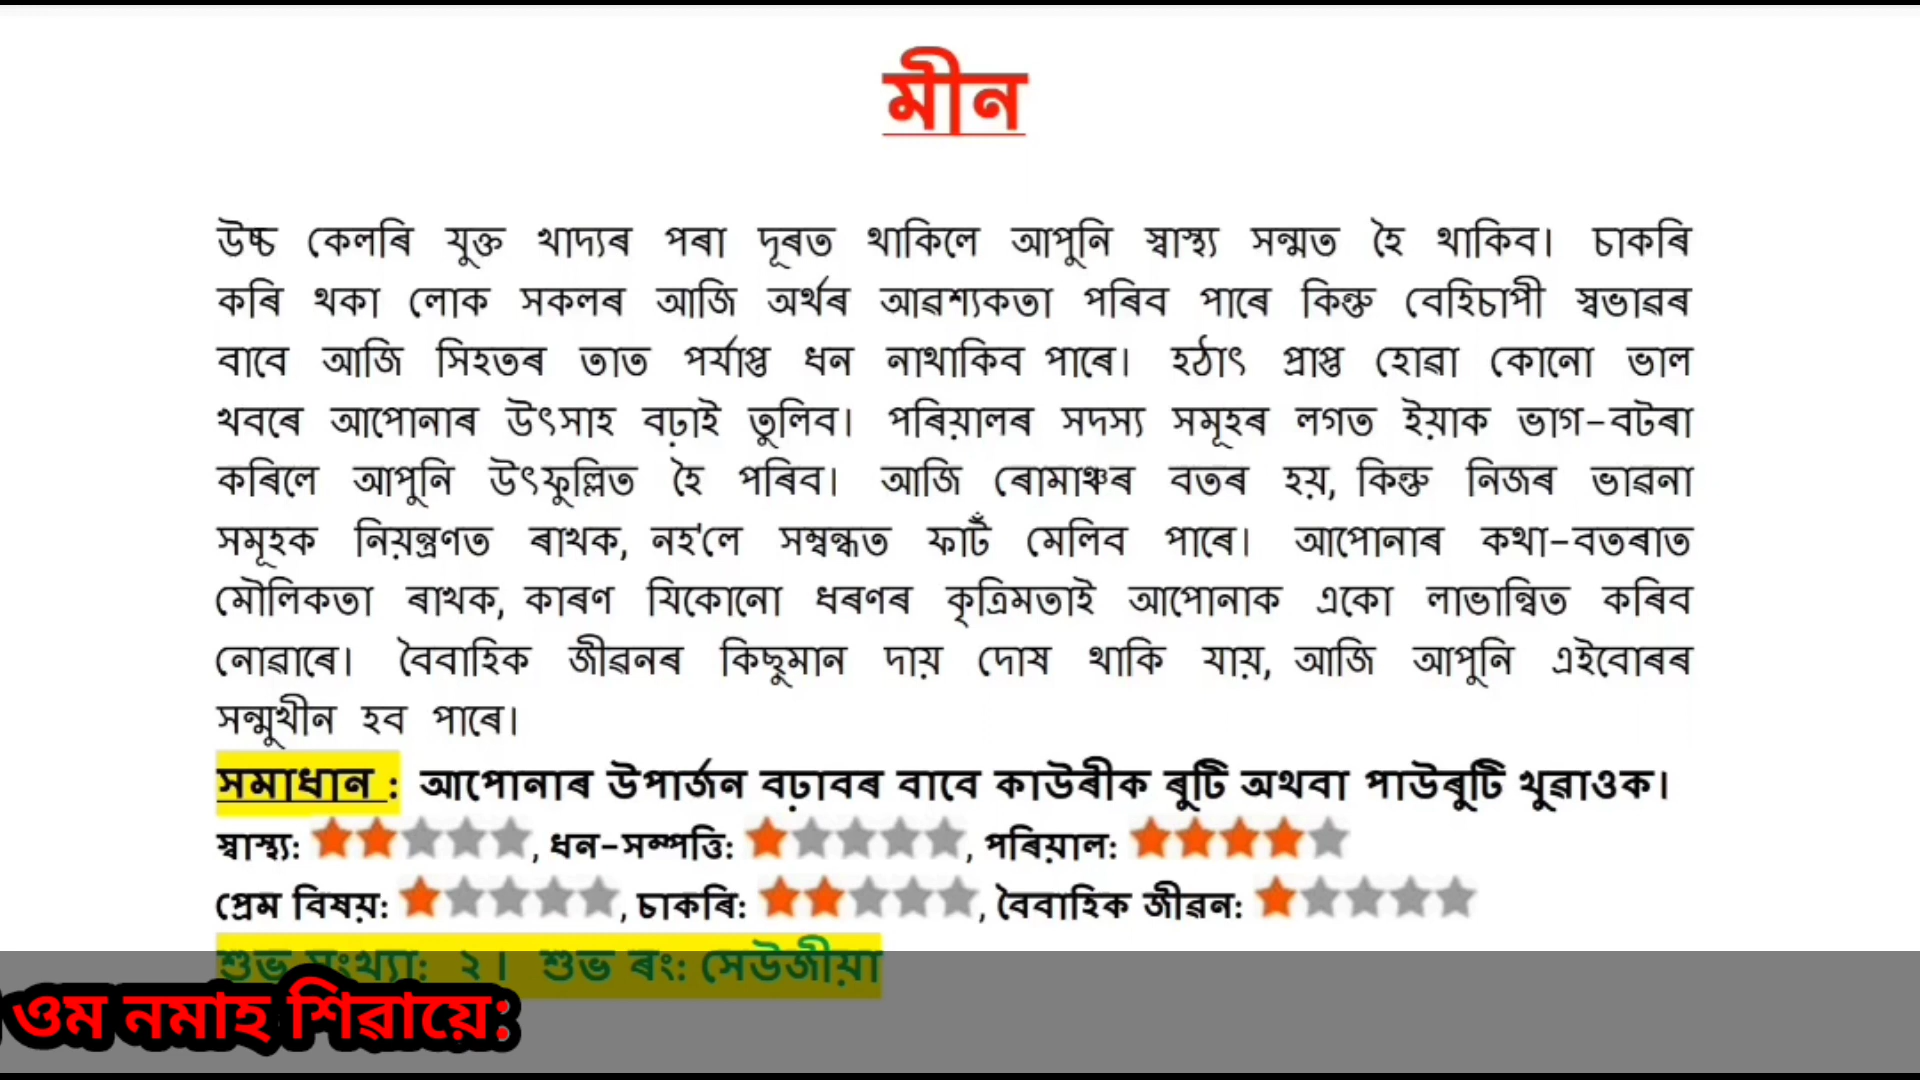 মীন
উচ্চ কেলৰি যুক্ত খাদ্যৰ পৰা দূৰত থাকিলে আপুনি স্বাস্থ্য সন্মত হৈ থাকিব। চাকৰি
কৰি থকা লোক সকলৰ আজি অৰ্থৰ আৱশ্যকতা পৰিব পাৰে কিন্তু বেহিচাপী স্বভাৱৰ
বাবে আজি সিহতৰ তাত পৰ্যাপ্ত ধন নাথাকিব পাৰে। হঠাৎ প্ৰাপ্ত হোৱা কোনো ভাল
খবৰে আপোনাৰ উৎসাহ বঢ়াই তুলিব। পৰিয়ালৰ সদস্য সমূহৰ লগত ইয়াক ভাগ-বটৰা
কৰিলে আপুনি উৎফুল্লিত হৈ পৰিব। আজি ৰোমাঞ্চৰ বতৰ হয়, কিন্তু নিজৰ ভাৱনা
সমূহক নিয়ন্ত্ৰণত ৰাখক, নহ'লে সম্বন্ধত ফাটঁ মেলিব পাৰে। আপোনাৰ কথা-বতৰাত
মৌলিকতা ৰাখক, কাৰণ যিকোনো ধৰণৰ কৃত্ৰিমতাই আপোনাক একো লাভান্বিত কৰিব
নোৱাৰে। বৈবাহিক জীৱনৰ কিছুমান দায় দোষ থাকি যায়, আজি আপুনি এইবোৰৰ
সন্মুখীন হব পাৰে।
সমাধান : আপোনাৰ উপাৰ্জন বঢ়াবৰ বাবে কাউৰীক ৰুটি অথবা পাউৰুটি খুৱাওক।
স্বাস্থ্য: ★★★★★, ধন-সম্পত্তি: ★★★★★, পৰিয়াল: ★★★★★
প্ৰেম বিষয়: ★★★★★, চাকৰি: ★★★★★, বৈবাহিক জীৱন: ★★★★★
শুভ সংখ্যা: ২। শুভ ৰং: সেউজীয়া
ওম নমাহ শিৱায়ে: